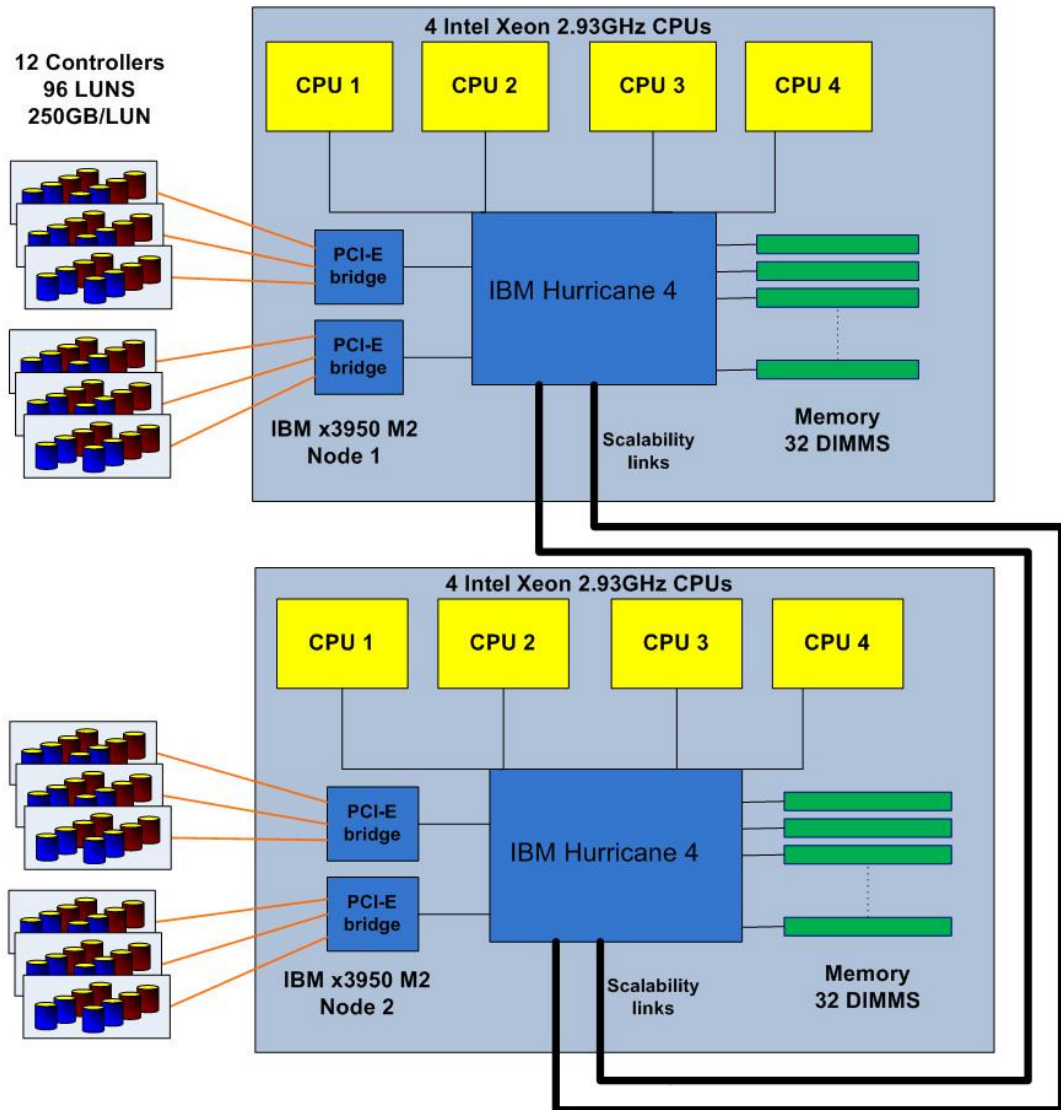 4 Intel Xeon 2.93GHz CPUs
12 Controllers
96 LUNS
250GB/LUN
CPU 1
CPU 2
CPU 3
CPU 4
PCI-E
bridge
IBM Hurricane 4
PCI-E
bridge
IBM x3950 M2
Node 1
Scalability
links
Memory
32 DIMMS
4 Intel Xeon 2.93GHz CPUs
CPU 1
CPU 2
CPU 3
CPU 4
PCI-E
bridge
IBM Hurricane 4
PCI-E
bridge
IBM x3950 M2
Node 2
Scalability
links
Memory
32 DIMMS